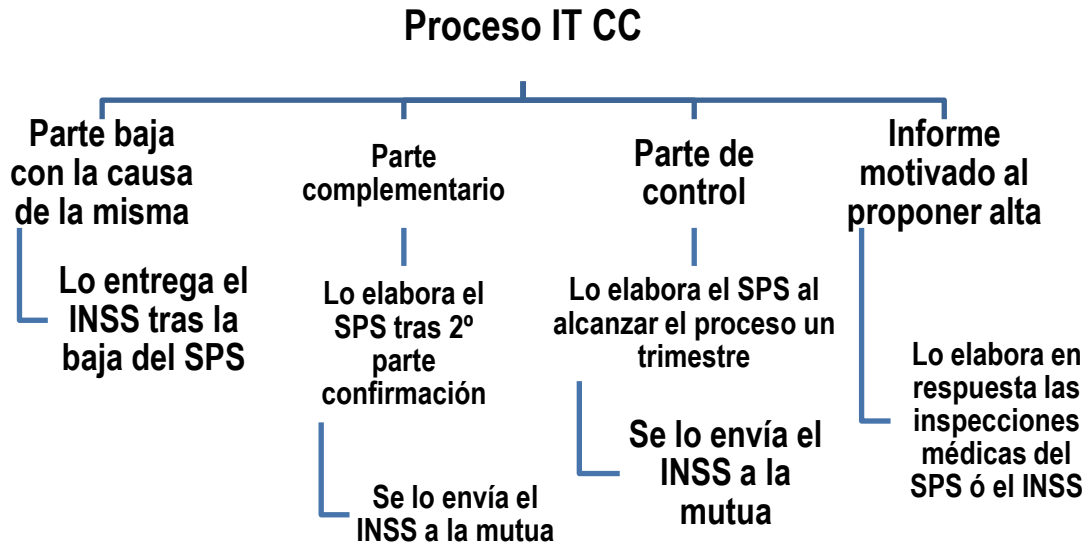 Proceso IT CC
Parte baja
con la causa
de la misma
Lo entrega el
INSS tras la
baja del SPS
Parte
complementario
Lo elabora el
SPS tras 2º
parte
confirmación
Se lo envía el
INSS a la mutua
Parte de
control
Lo elabora el SPS al
alcanzar el proceso un
trimestre
Se lo envía el
INSS a la
mutua
Informe
motivado al
proponer alta
Lo elabora en
respuesta las
inspecciones
médicas del
SPS ó el INSS